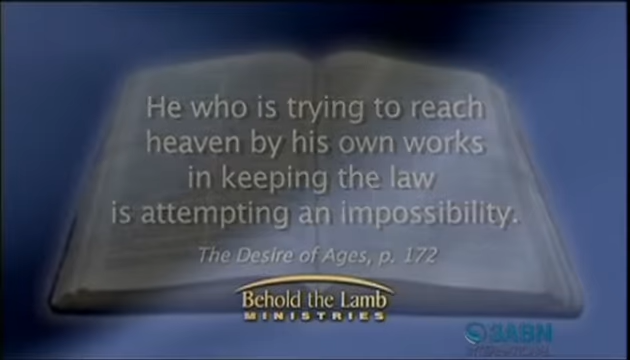 He who is trying to reach
heaven by his own works
in keeping the law
is attempting an impossibility.
The Desire of Ages, p. 172
Behold the Lamb
MINISTRIES
3ABN
INTERNATIONAL